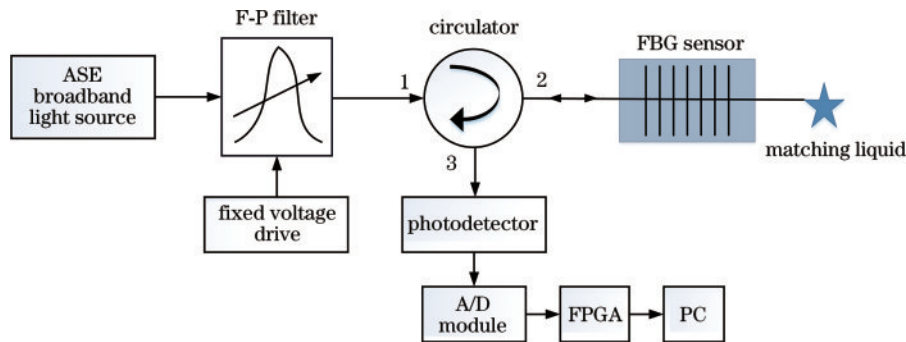 F-P filter
circulator
FBG sensor
ASE
broadband
light source
1
2
3
matching liquid
fixed voltage
drive
photodetector
A/D
module
FPGA
PC